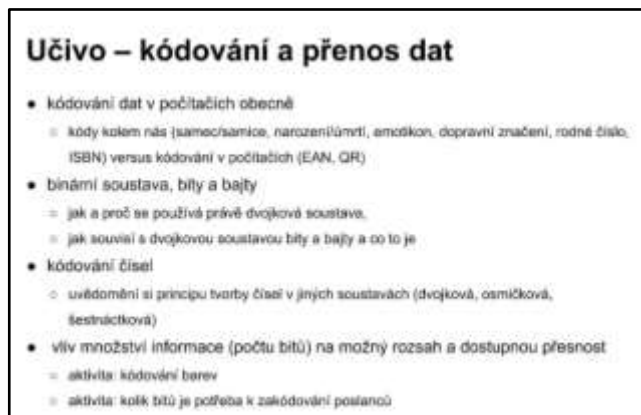 Učivo – kódování a přenos dat
● kódování dat v počítačích obecně
○ kódy kolem nás (samec/samice, narození/úmrtí, emotikon, dopravní značení, rodné číslo,
ISBN) versus kódování v počítačích (EAN, QR)
● binární soustava, bity a bajty
○ jak a proč se používá právě dvojková soustava,
○ jak souvisí s dvojkovou soustavou bity a bajty a co to je
● kódování čísel
○ uvědomění si principu tvorby čísel v jiných soustavách (dvojková, osmičková,
šestnáctková)
● vliv množství informace (počtu bitů) na možný rozsah a dostupnou přesnost
○ aktivita: kódování barev
○ aktivita: kolik bitů je potřeba k zakódování poslanců